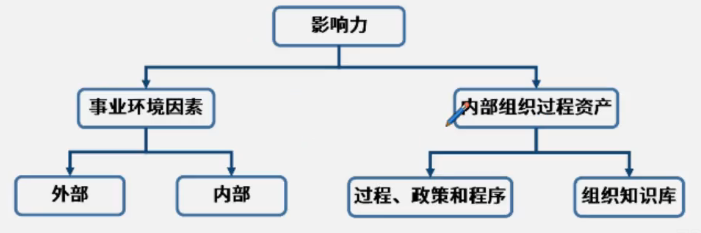 影响力
事业环境因素
内部组织过程资产
外部
内部
过程、政策和程序
组织知识库